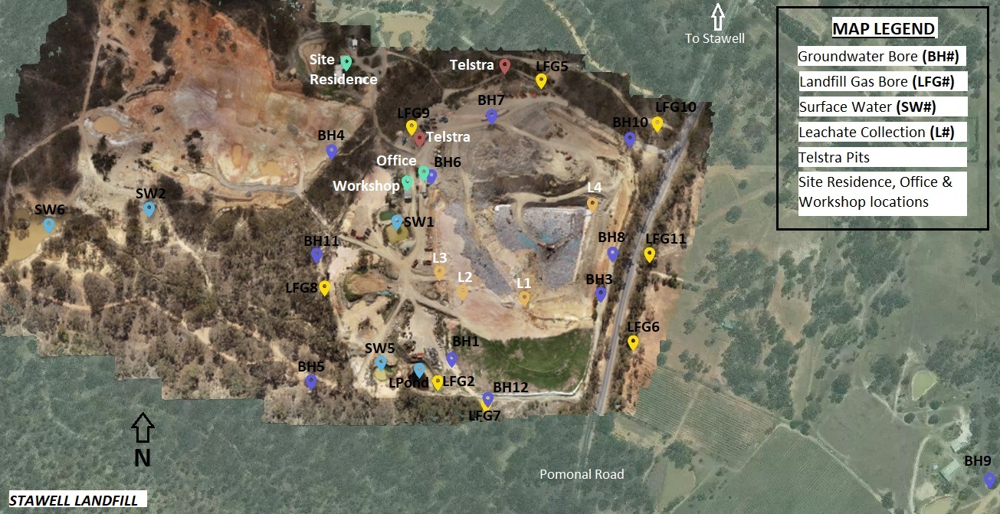 To Stawell
MAP LEGEND
Groundwater Bore (BH#)
Landfill Gas Bore (LFG#)
Surface Water (SW#)
Leachate Collection (L#)
Telstra Pits
Site Residence, Office &
Workshop locations
Site
Residence
Telstra
LFG5
BH7
LFG10
LFG9
BH10
Telstra
BH4
Office
BH6
Workshop
L4
SW2
SW6
SW1
BH11
BH8
LFG11
L3
L2
L1
BH3
LFG8
LFG6
BH1
SW5
BH5
LPond
LFG2
BH12
LFG7
N
BH9
Pomonal Road
STAWELL LANDFILL